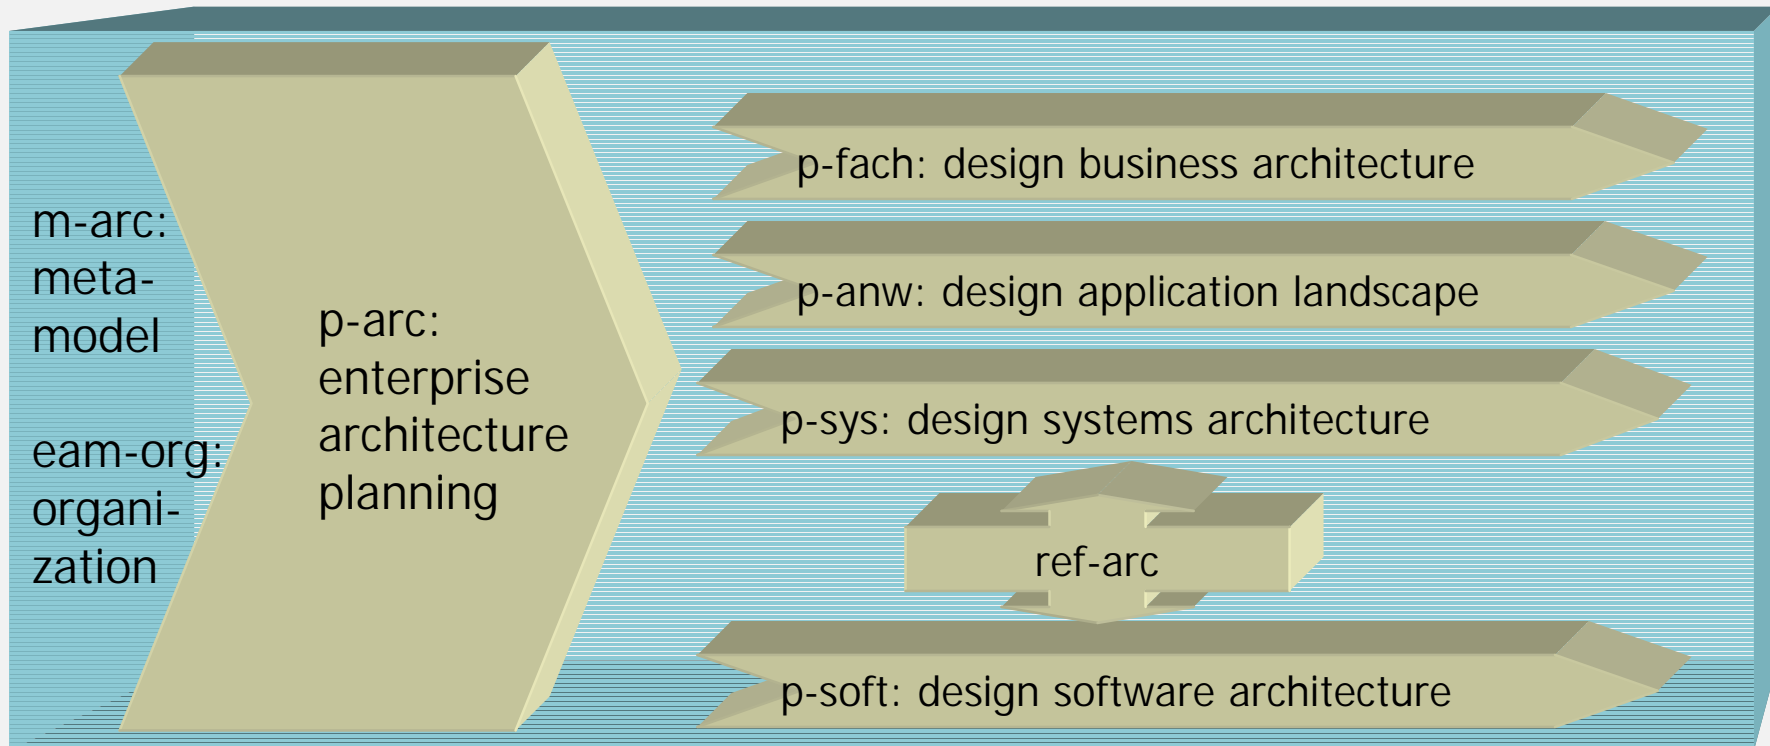 m-arc:
meta-
model
eam-org:
organi-
zation
p-arc:
enterprise
architecture
planning
p-fach: design business architecture
p-anw: design application landscape
p-sys: design systems architecture
ref-arc
p-soft: design software architecture